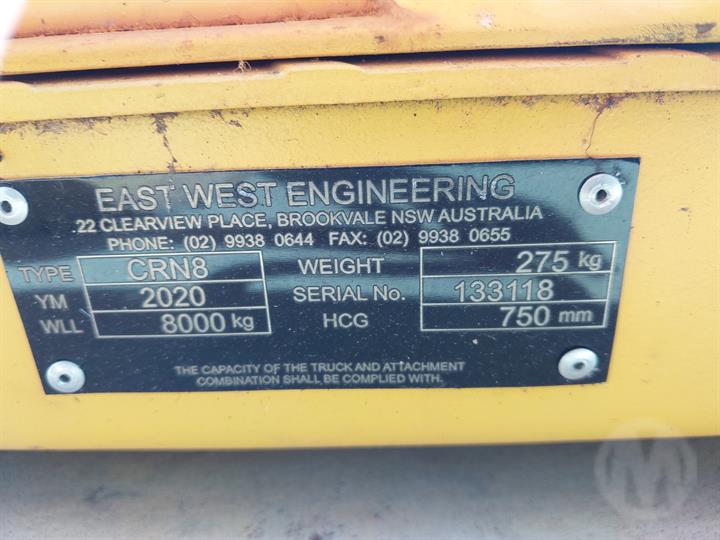 EAST WEST ENGINEERING
22 CLEARVIEW PLACE, BROOKVALE NSW AUSTRALIA
PHONE: (02) 9938 0644 FAX: (02) 9938 0655
TYPE CRN8 WEIGHT 275 kg
YM 2020 SERIAL No. 133118
WLL 8000 kg HCG 750 mm
THE CAPACITY OF THE TRUCK AND ATTACHMENT
COMBINATION SHALL BE COMPLIED WITH.
M